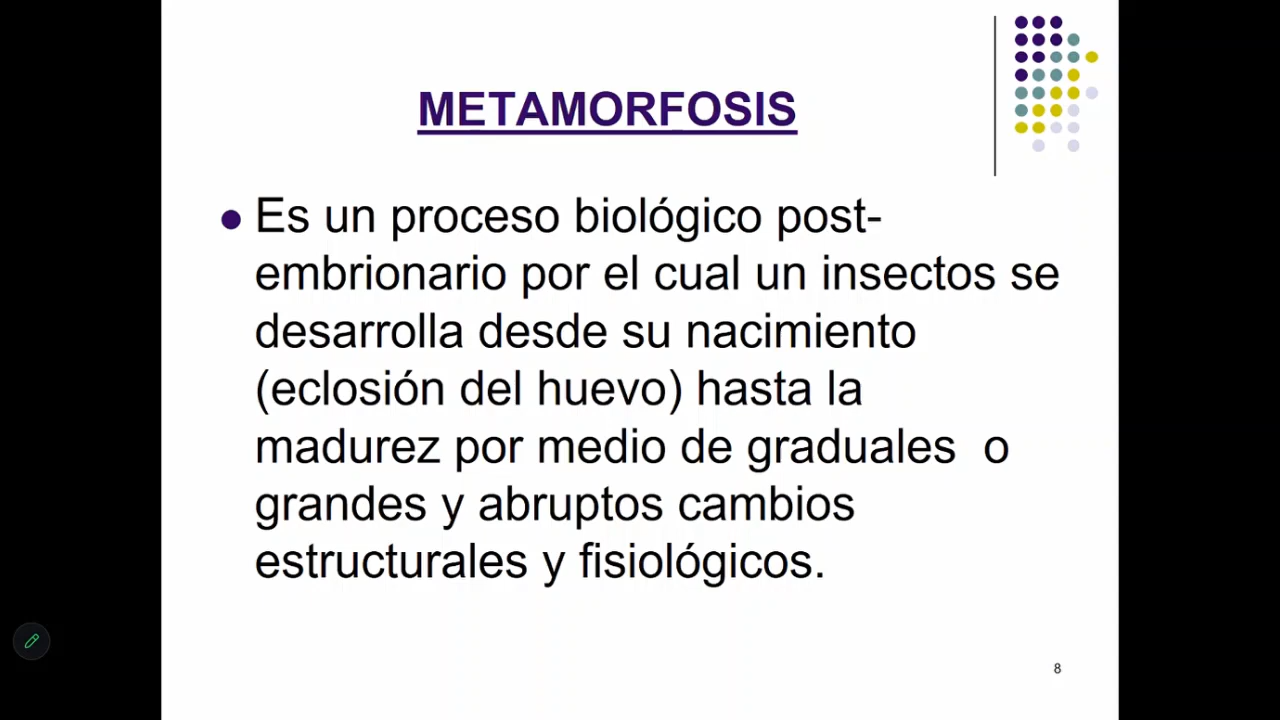 METAMORFOSIS
Es un proceso biológico post-
embrionario por el cual un insectos se
desarrolla desde su nacimiento
(eclosión del huevo) hasta la
madurez por medio de graduales o
grandes y abruptos cambios
estructurales y fisiológicos.
8